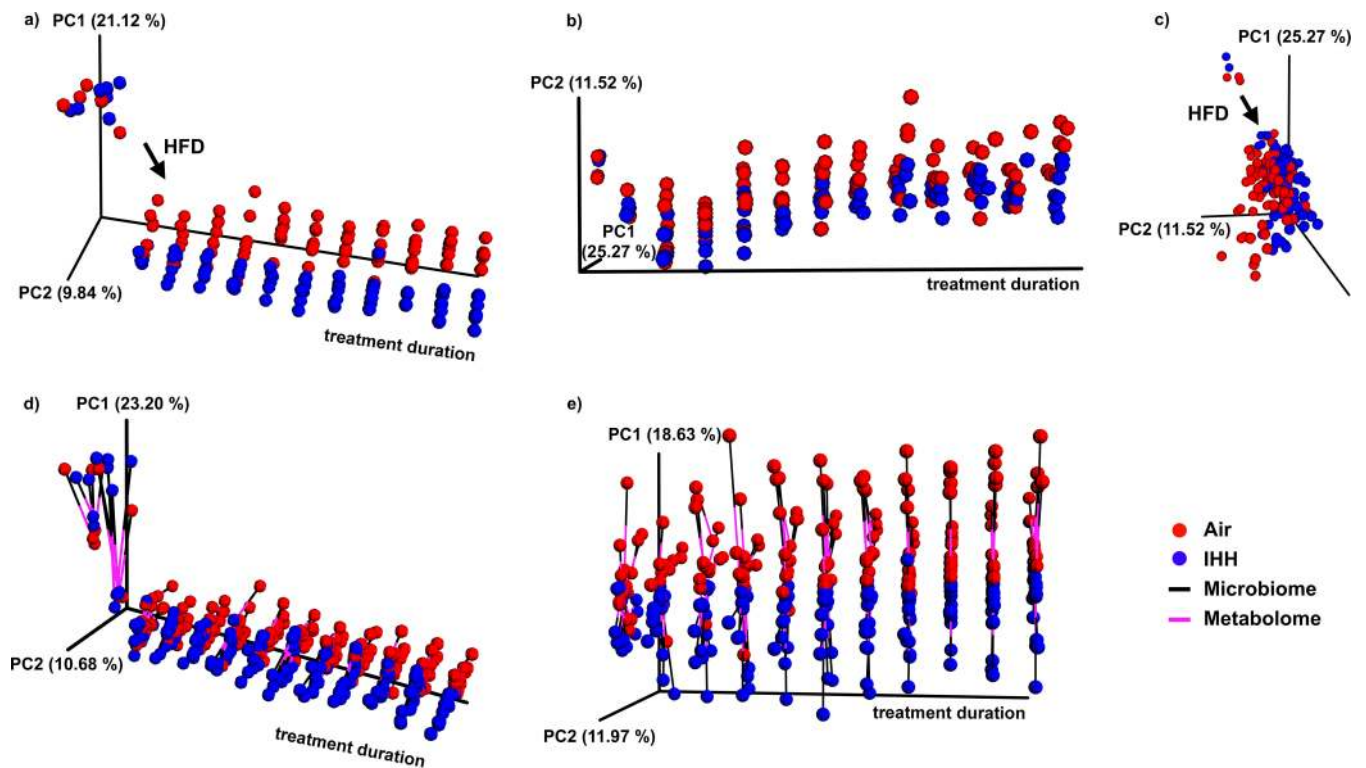 a)
PC1 (21.12 %)
HFD
PC2 (9.84 %)
treatment duration
b)
PC2 (11.52 %)
PC1
(25.27 %)
treatment duration
c)
PC1 (25.27 %)
HFD
PC2 (11.52 %)
d)
PC1 (23.20 %)
PC2 (10.68 %)
treatment duration
e)
PC1 (18.63 %)
PC2 (11.97 %)
treatment duration
Air
IHH
Microbiome
Metabolome